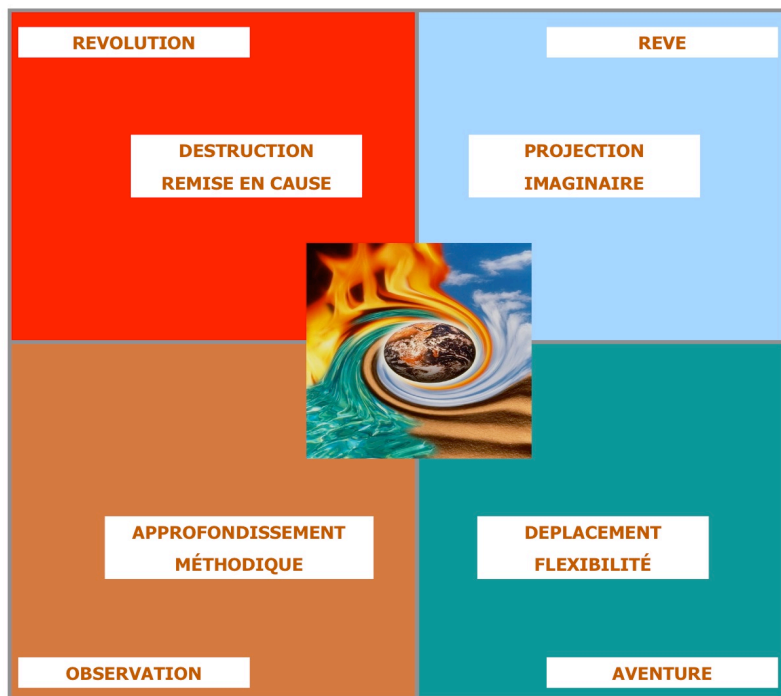 REVOLUTION
REVE
DESTRUCTION
REMISE EN CAUSE
PROJECTION
IMAGINAIRE
APPROFONDISSEMENT
MÉTHODIQUE
DEPLACEMENT
FLEXIBILITÉ
OBSERVATION
AVENTURE